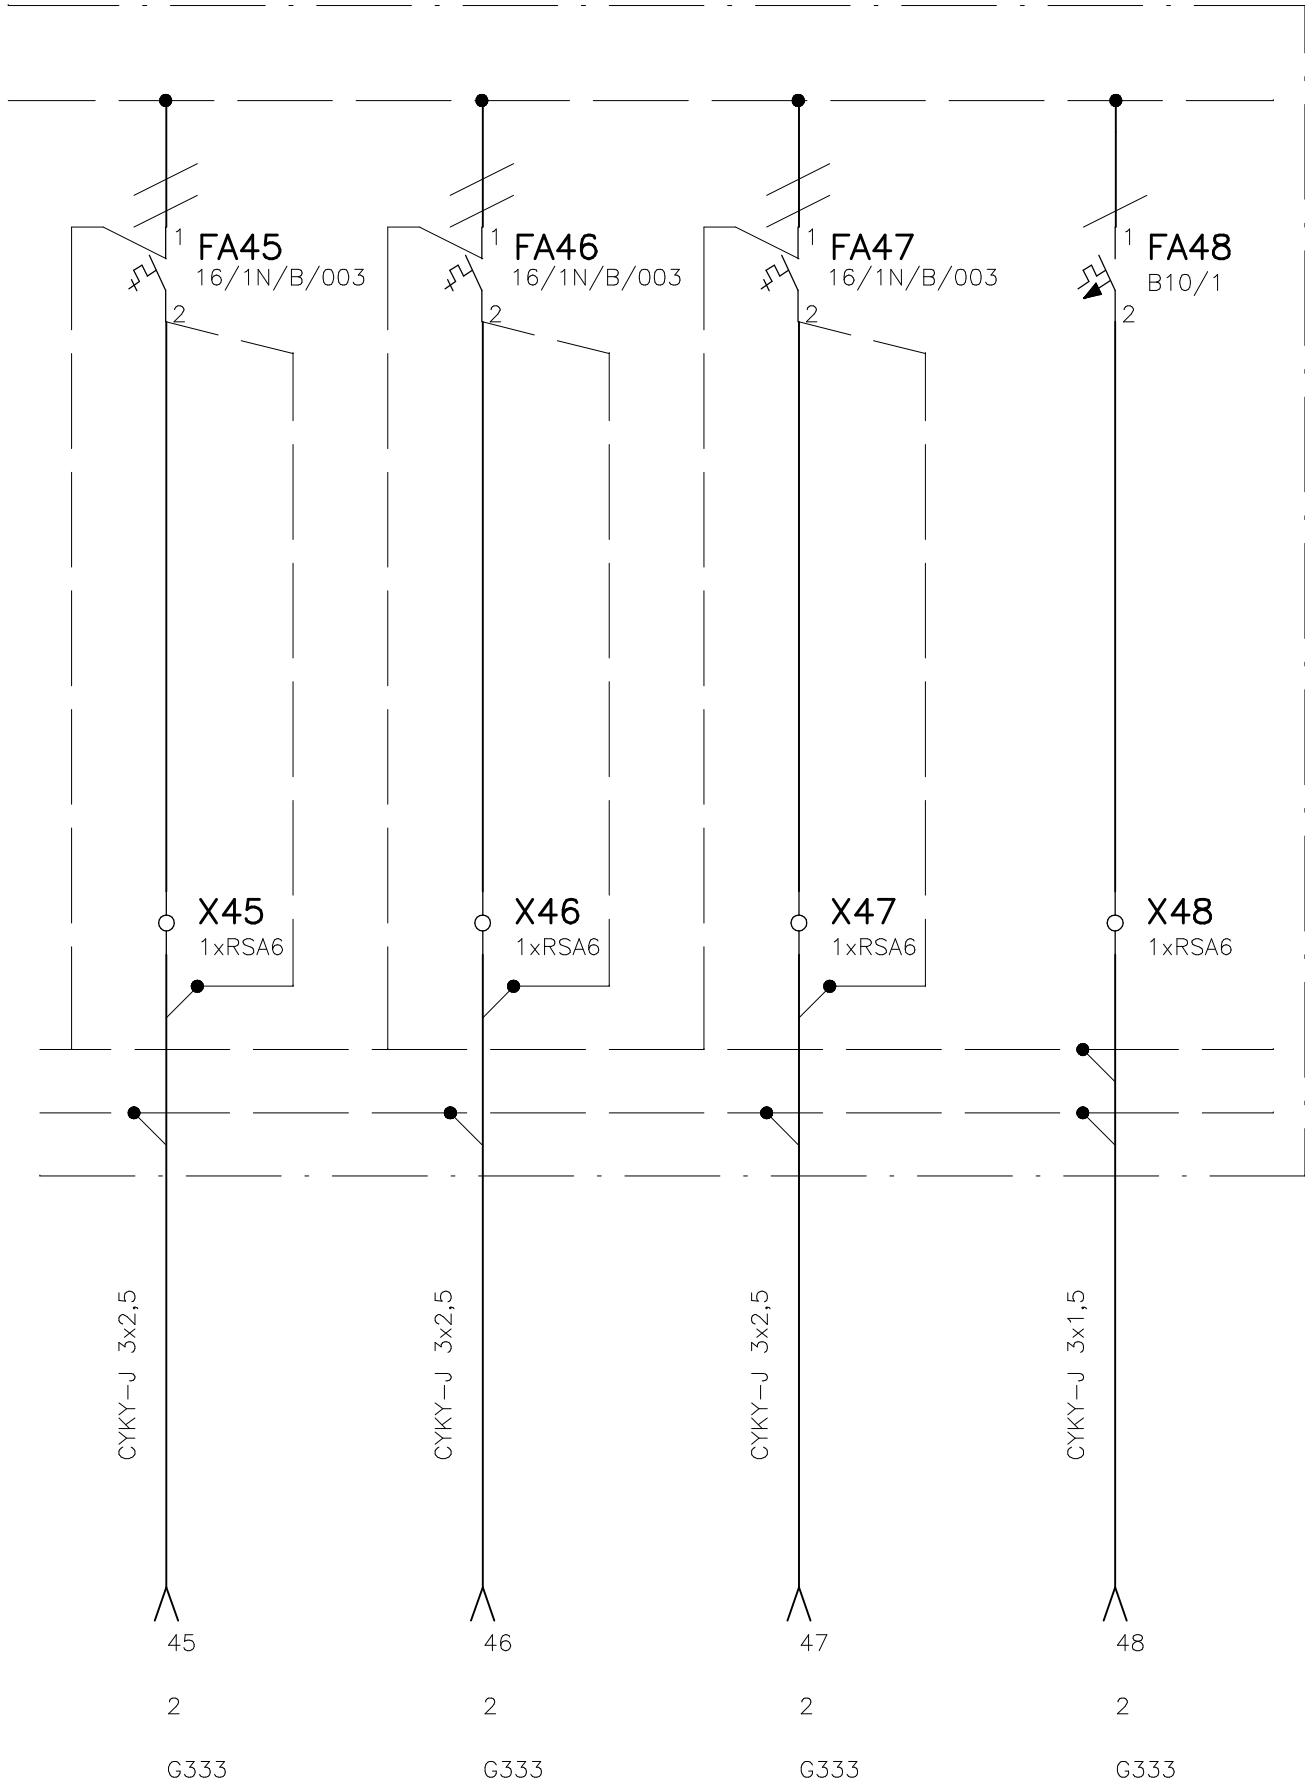 1
FA45
16/1N/B/003
2
1
FA46
16/1N/B/003
2
1
FA47
16/1N/B/003
2
1
FA48
B10/1
2
X45
1xRSA6
X46
1xRSA6
X47
1xRSA6
X48
1xRSA6
CYKY-J 3x2,5
CYKY-J 3x2,5
CYKY-J 3x2,5
CYKY-J 3x1,5
45
46
47
48
2
2
2
2
G333
G333
G333
G333